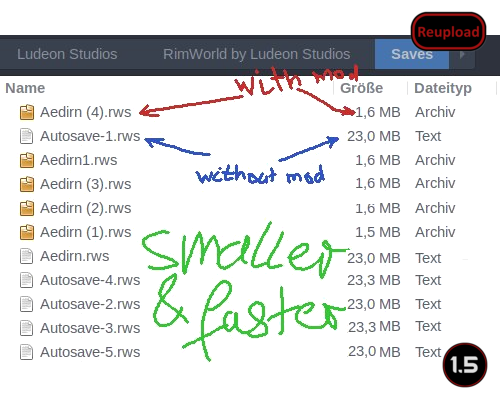 Reupload
Ludeon Studios RimWorld by Ludeon Studios Saves
with mod
Name Größe Dateityp
Aedirn (4).rws 1,6 MB Archiv
Autosave-1.rws 23,0 MB Text
Aedirn1.rws 1,6 MB Archiv
without mod
Aedirn (3).rws 1,6 MB Archiv
Aedirn (2).rws 1,6 MB Archiv
Aedirn (1).rws 1,5 MB Archiv
smaller
Aedirn.rws 23,0 MB Text
Autosave-4.rws 23,3 MB Text
Autosave-2.rws 23,0 MB Text
& faster
Autosave-3.rws 23,3 MB Text
Autosave-5.rws 23,0 MB Text
1.5